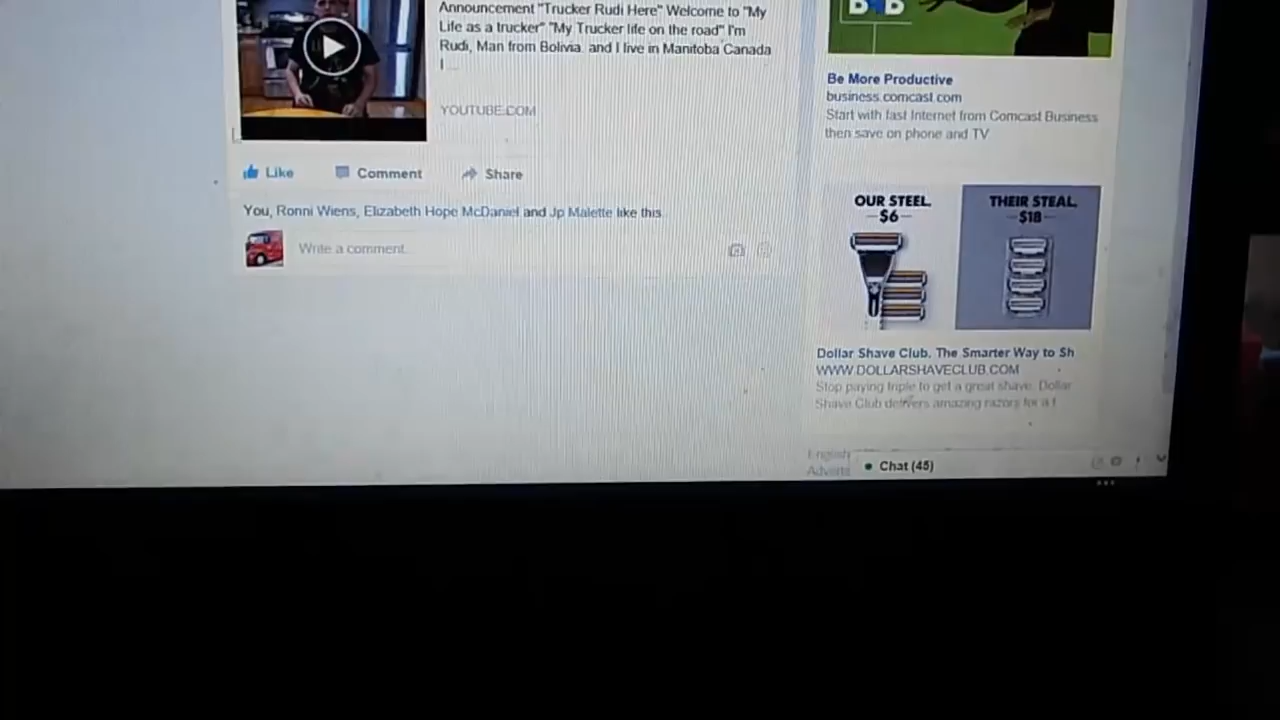 Announcement "Trucker Rudi Here" Welcome to "My
Life as a trucker" "My Trucker life on the road" I'm
Rudi, Man from Bolivia. and I live in Manitoba Canada
I ...
YOUTUBE.COM
Like Comment Share
You, Ronni Wiens, Elizabeth Hope McDaniel and Jp Malette like this.
Write a comment...
Be More Productive
business.comcast.com
Start with fast Internet from Comcast Business
then save on phone and TV
OUR STEEL,
$6
THEIR STEAL,
$18
Dollar Shave Club. The Smarter Way to Sh
WWW.DOLLARSHAVECLUB.COM
Stop paying triple to get a great shave. Dollar
Shave Club delivers amazing razors for a f
English
Adverti
Chat (45)